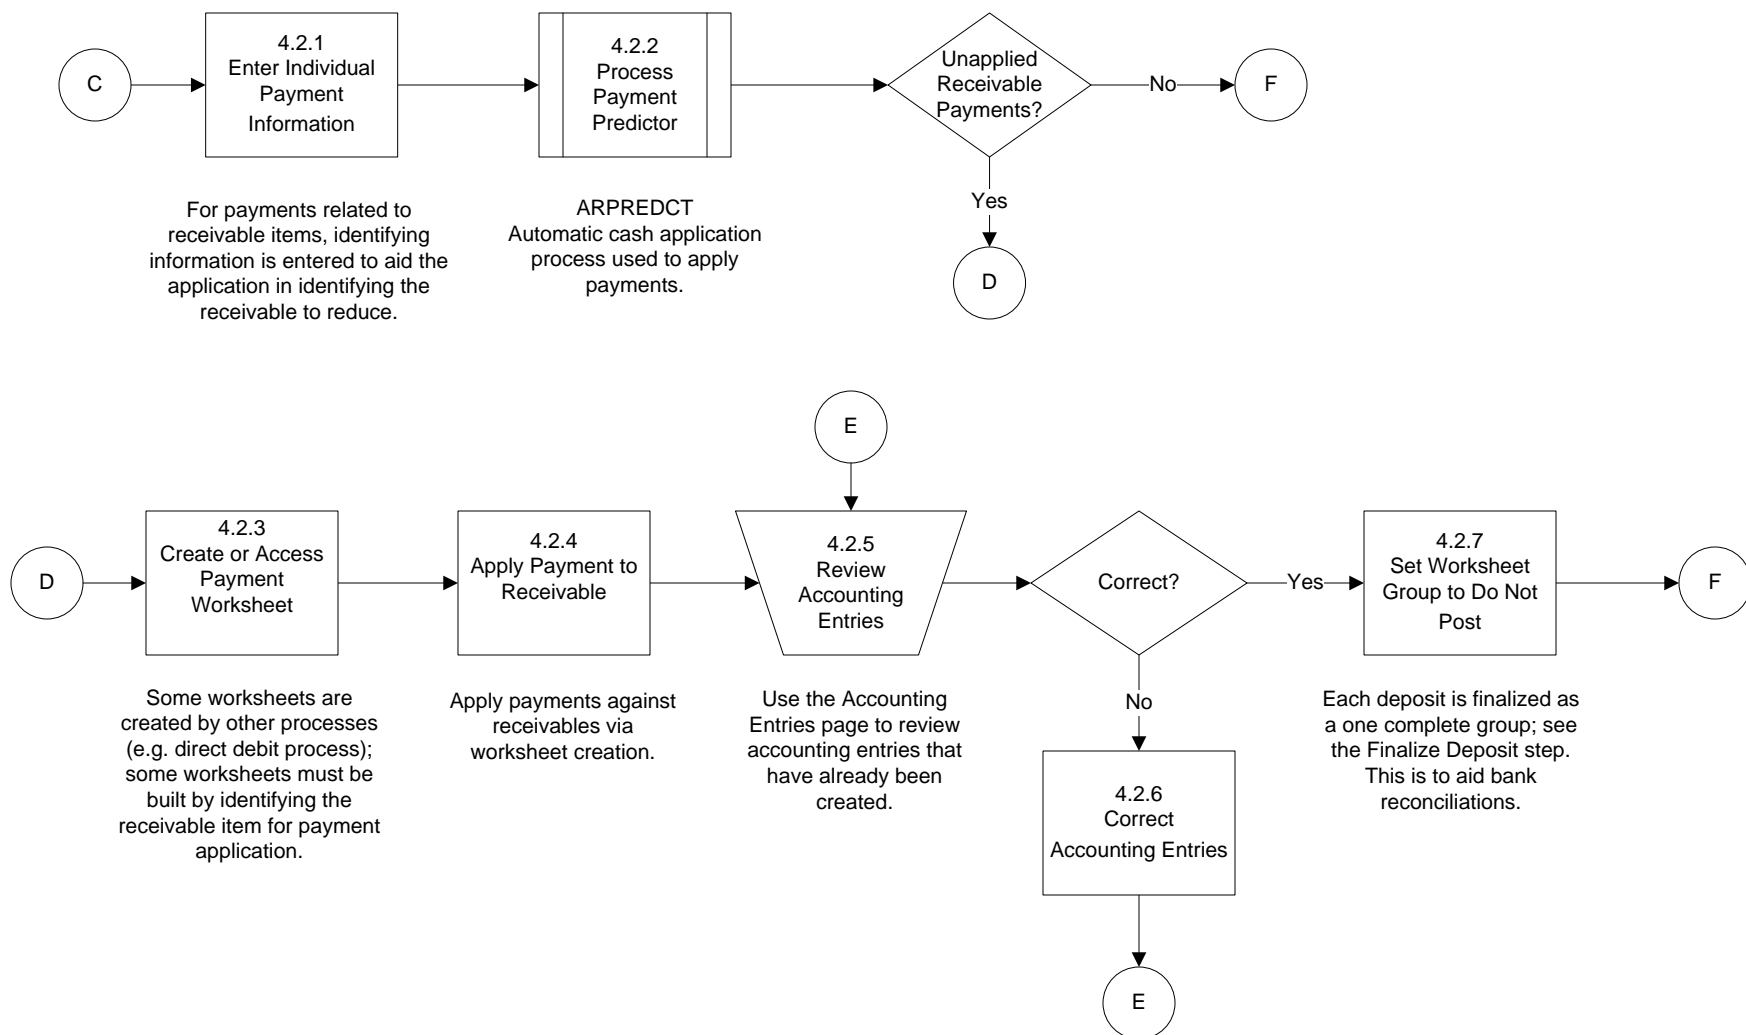 C
4.2.1
Enter Individual
Payment
Information
4.2.2
Process
Payment
Predictor
Unapplied
Receivable
Payments?
No
F
Yes
D
For payments related to
receivable items, identifying
information is entered to aid the
application in identifying the
receivable to reduce.
ARPREDCT
Automatic cash application
process used to apply
payments.
E
D
4.2.3
Create or Access
Payment
Worksheet
4.2.4
Apply Payment to
Receivable
4.2.5
Review
Accounting
Entries
Correct?
Yes
4.2.7
Set Worksheet
Group to Do Not
Post
F
Some worksheets are
created by other processes
(e.g. direct debit process);
some worksheets must be
built by identifying the
receivable item for payment
application.
Apply payments against
receivables via
worksheet creation.
Use the Accounting
Entries page to review
accounting entries that
have already been
created.
No
4.2.6
Correct
Accounting Entries
E
Each deposit is finalized as
a one complete group; see
the Finalize Deposit step.
This is to aid bank
reconciliations.